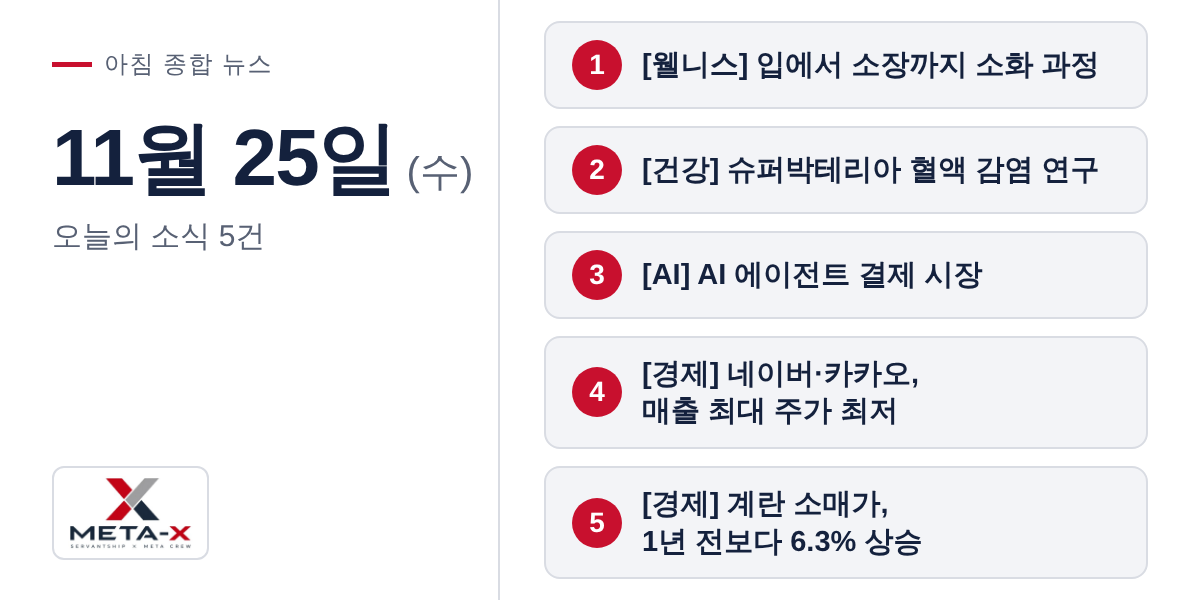 아침 종합 뉴스
11월 25일 (수)
오늘의 소식 5건
META-X
SERVANTSHIP × META CREW
1 [웰니스] 입에서 소장까지 소화 과정
2 [건강] 슈퍼박테리아 혈액 감염 연구
3 [AI] AI 에이전트 결제 시장
4 [경제] 네이버·카카오,
매출 최대 주가 최저
5 [경제] 계란 소매가,
1년 전보다 6.3% 상승